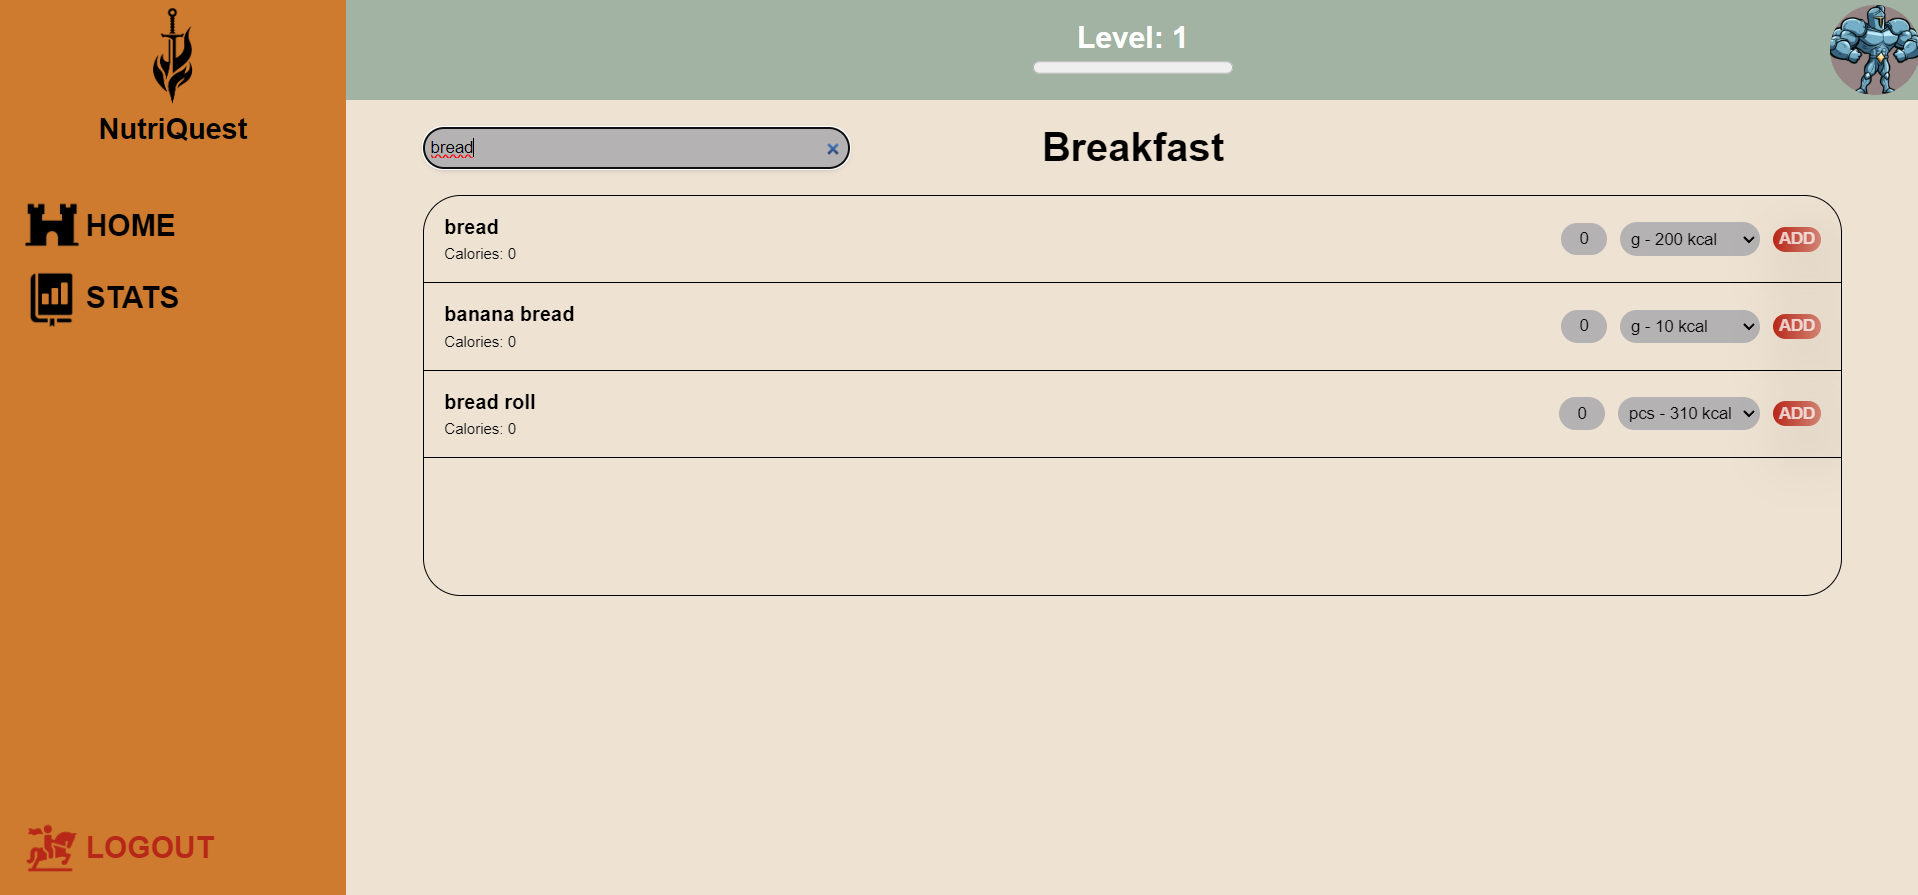 NutriQuest
HOME
STATS
LOGOUT
Level: 1
bread
Breakfast
bread
Calories: 0
0
g - 200 kcal
ADD
banana bread
Calories: 0
0
g - 10 kcal
ADD
bread roll
Calories: 0
0
pcs - 310 kcal
ADD